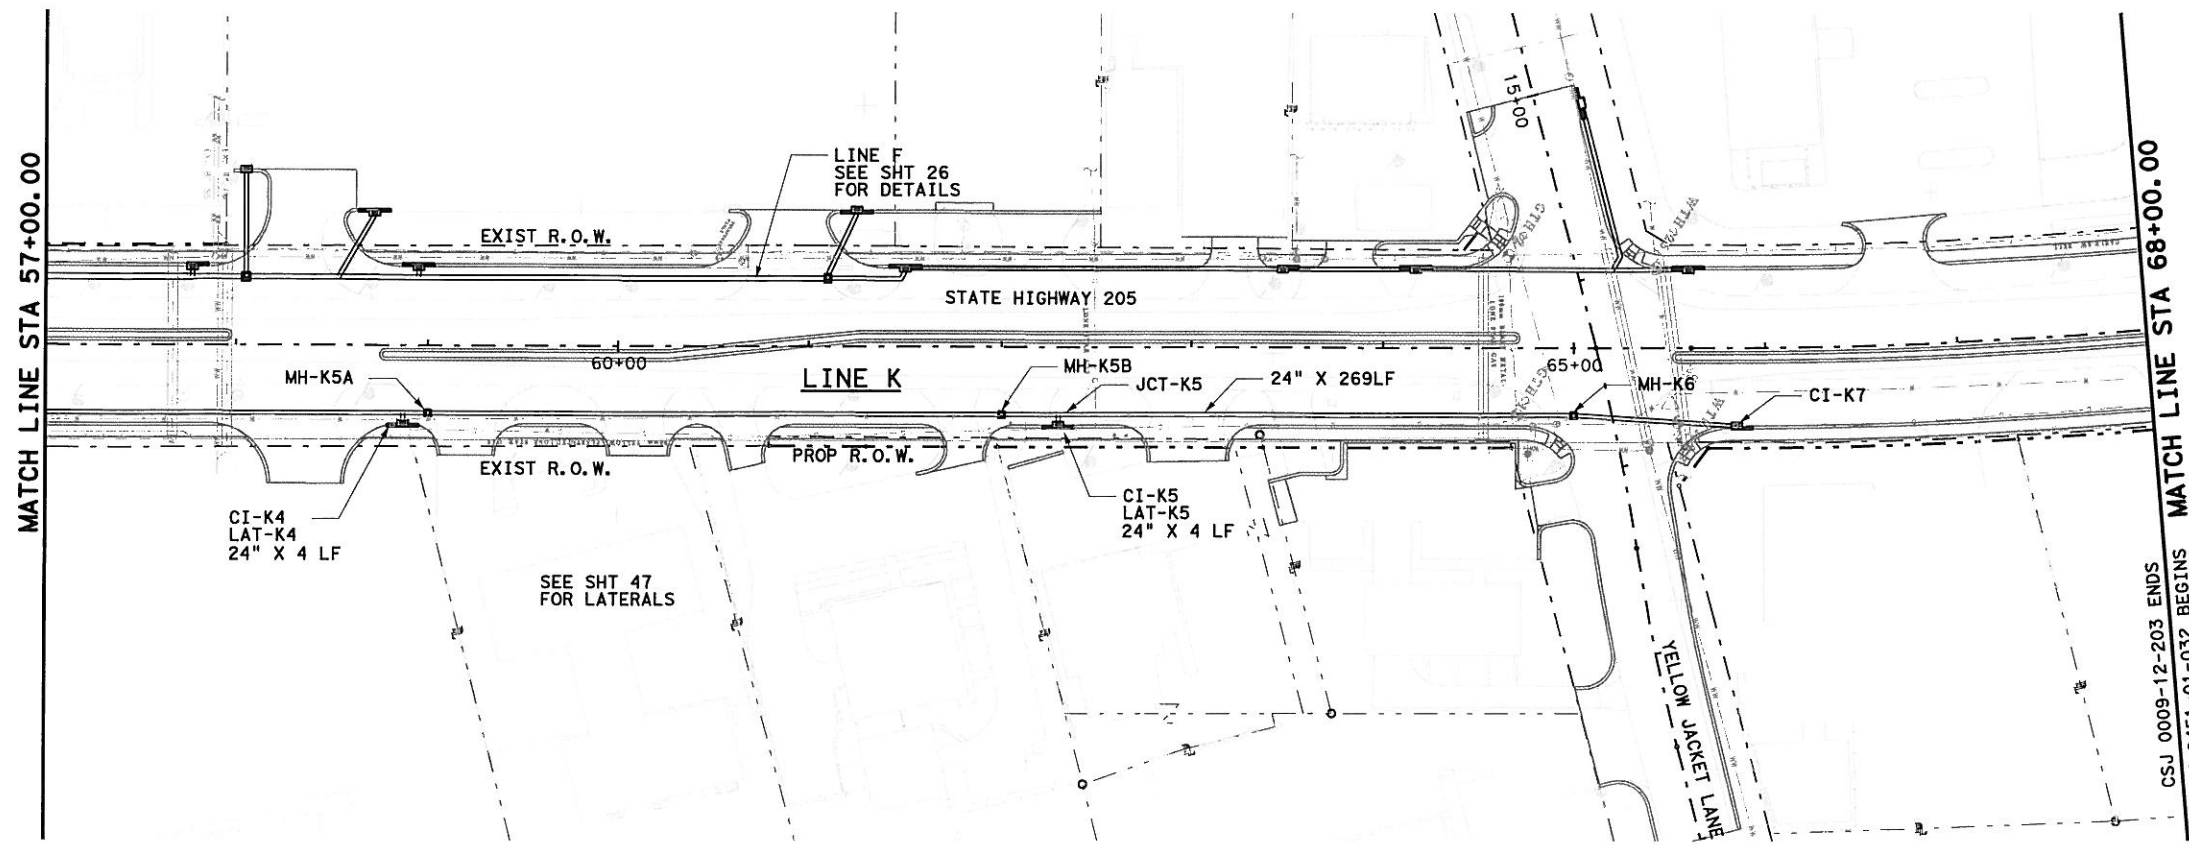 MATCH LINE STA 57+00.00
LINE F
SEE SHT 26
FOR DETAILS
EXIST R.O.W.
STATE HIGHWAY 205
15+00
60+00
65+00
MH-K5A
LINE K
MH-K5B
JCT-K5
24" X 269LF
MH-K6
CI-K7
EXIST R.O.W.
PROP R.O.W.
CI-K4
LAT-K4
24" X 4 LF
CI-K5
LAT-K5
24" X 4 LF
SEE SHT 47
FOR LATERALS
YELLOW JACKET LANE
MATCH LINE STA 68+00.00
CSJ 0009-12-203 ENDS
01-032 BEGINS